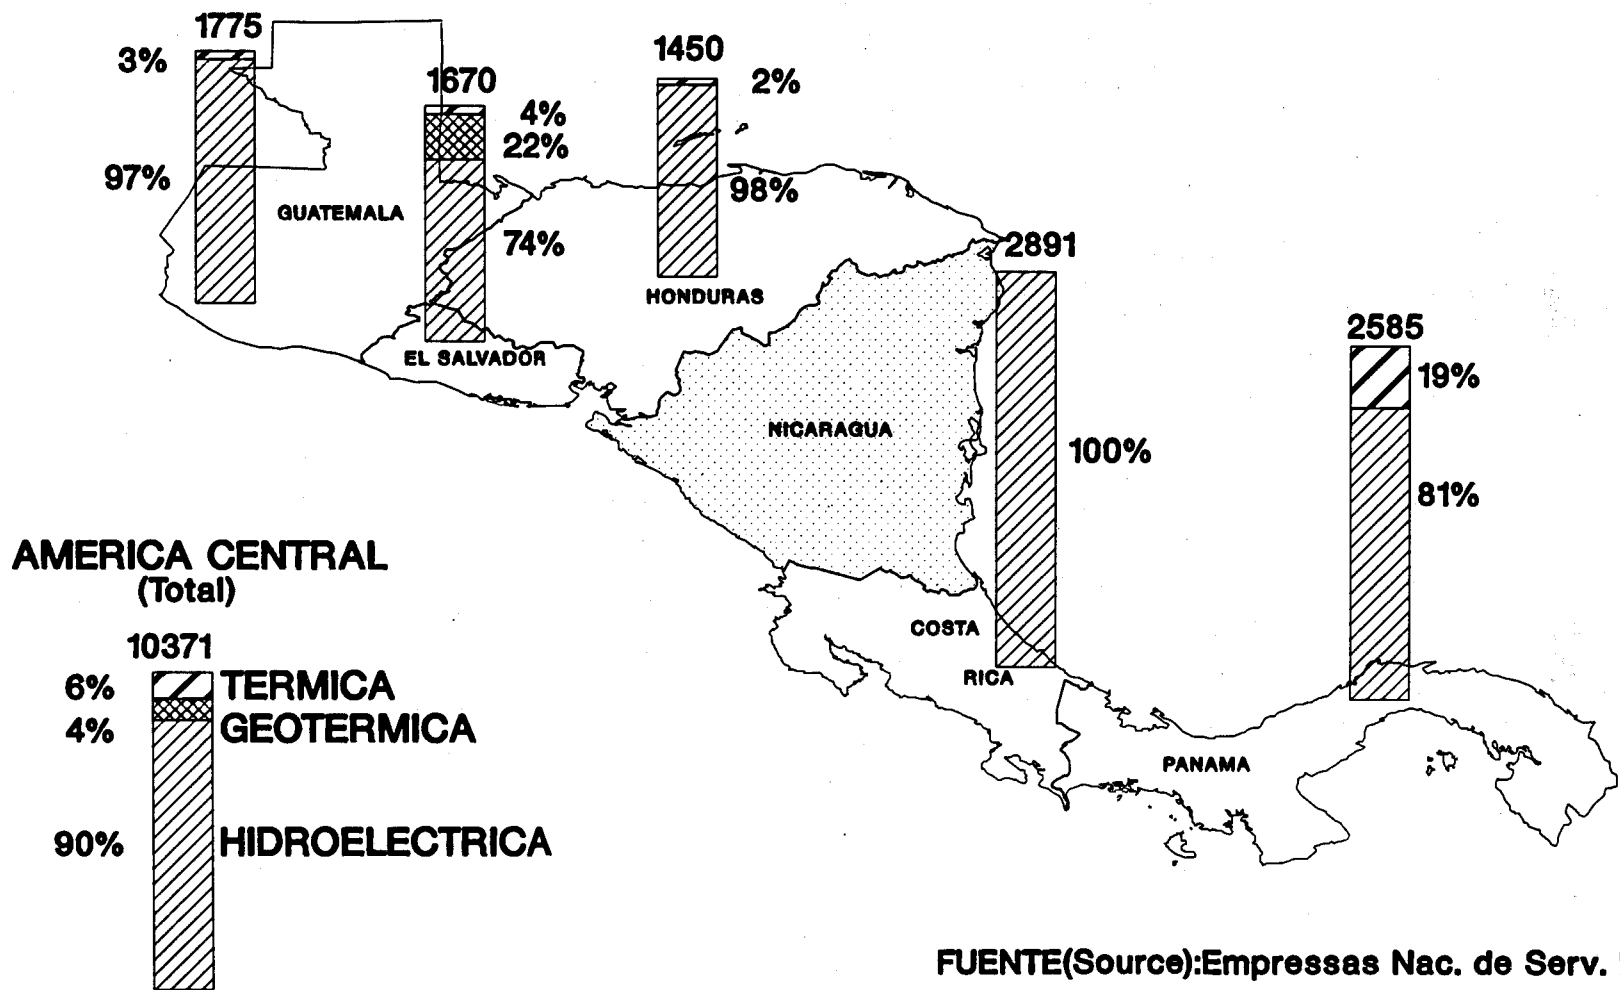 1775
3%
97%
GUATEMALA
1670
4%
22%
74%
EL SALVADOR
1450
2%
98%
HONDURAS
2891
100%
NICARAGUA
2585
19%
81%
COSTA
RICA
PANAMA
AMERICA CENTRAL
(Total)
10371
6% TERMICA
4% GEOTERMICA
90% HIDROELECTRICA
FUENTE(Source):Empressas Nac. de Serv.